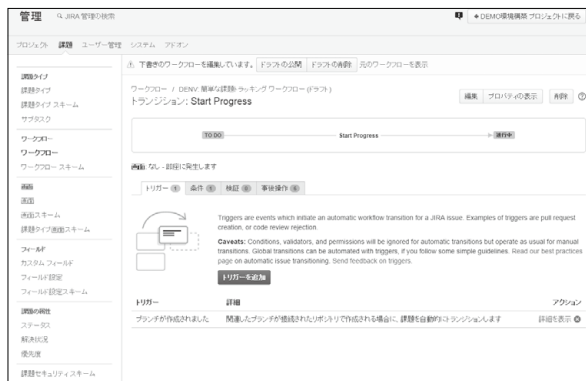 管理
JIRA 管理の検索
DEMO環境構築 プロジェクトに戻る
プロジェクト 課題 ユーザー管理 システム アドオン
課題タイプ
課題タイプ
課題タイプ スキーム
サブタスク
ワークフロー
ワークフロー
ワークフロー スキーム
画面
画面
画面スキーム
課題タイプ画面スキーム
フィールド
カスタム フィールド
フィールド設定
フィールド設定スキーム
課題の属性
ステータス
解決状況
優先度
課題セキュリティスキーム
下書きのワークフローを編集しています。 ドラフトの公開 ドラフトの削除 元のワークフローを表示
ワークフロー / DENV: 簡単な課題トラッキング ワークフロー (ドラフト)
トランジション: Start Progress
編集 プロパティの表示 削除
TO DO Start Progress 進行中
画面: なし - 即座に発生します
トリガー 1 条件 検証 事後操作
Triggers are events which initiate an automatic workflow transition for a JIRA issue. Examples of triggers are pull request
creation, or code review rejection.
Caveats: Conditions, validators, and permissions will be ignored for automatic transitions but operate as usual for manual
transitions. Global transitions can be automated with triggers, if you follow some simple guidelines. Read our best practices
page on automatic issue transitioning. Send feedback on triggers.
トリガーを追加
トリガー 詳細 アクション
ブランチが作成されました 関連したブランチが接続されたリポジトリで作成される場合に、課題を自動的にトランジションします 詳細を表示